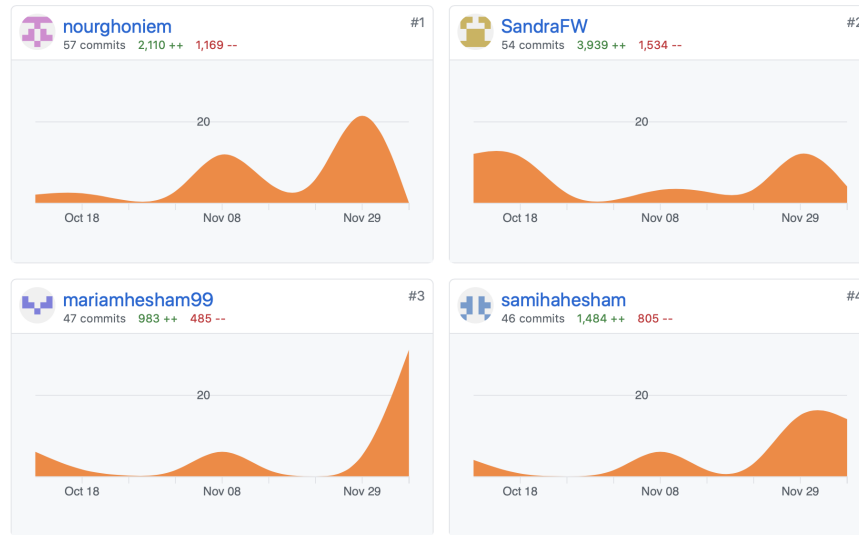 nourghoniem #1
57 commits 2,110 ++ 1,169 --
20
Oct 18 Nov 08 Nov 29
SandraFW #2
54 commits 3,939 ++ 1,534 --
20
Oct 18 Nov 08 Nov 29
mariamhesham99 #3
47 commits 983 ++ 485 --
20
Oct 18 Nov 08 Nov 29
samihahesham #4
46 commits 1,484 ++ 805 --
20
Oct 18 Nov 08 Nov 29